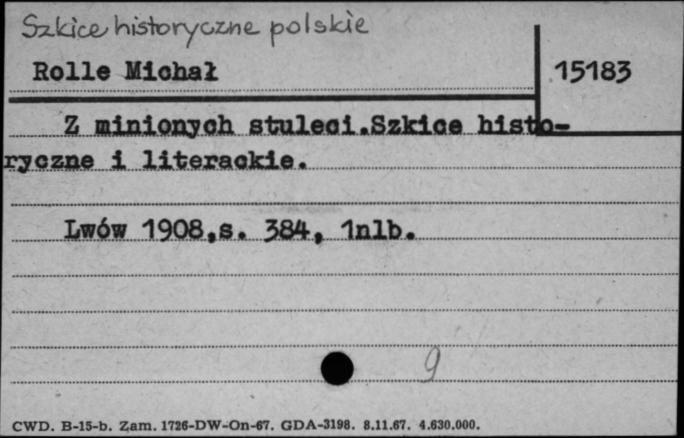 Szkice historyczne polskie
Rolle Michał
15183
Z minionych stuleci.Szkice histo-
ryczne i literackie.
Lwów 1908,s. 384, 1nlb.
9
CWD. B-15-b. Zam. 1726-DW-On-67. GDA-3198. 8.11.67. 4.630.000.